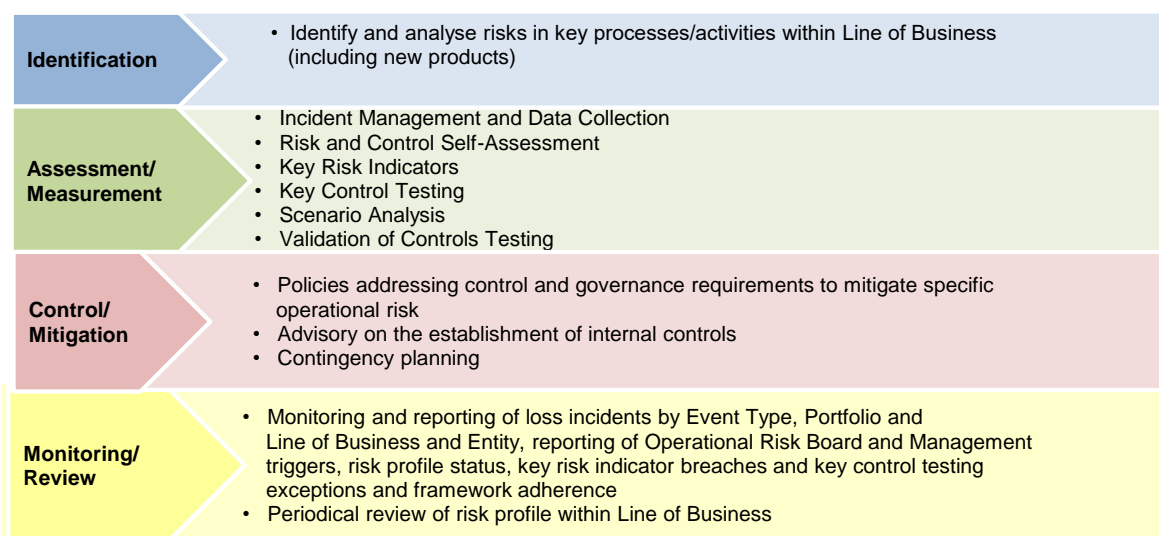 Identification
• Identify and analyse risks in key processes/activities within Line of Business
(including new products)
Assessment/
Measurement
• Incident Management and Data Collection
• Risk and Control Self-Assessment
• Key Risk Indicators
• Key Control Testing
• Scenario Analysis
• Validation of Controls Testing
Control/
Mitigation
• Policies addressing control and governance requirements to mitigate specific
operational risk
• Advisory on the establishment of internal controls
• Contingency planning
Monitoring/
Review
• Monitoring and reporting of loss incidents by Event Type, Portfolio and
Line of Business and Entity, reporting of Operational Risk Board and Management
triggers, risk profile status, key risk indicator breaches and key control testing
exceptions and framework adherence
• Periodical review of risk profile within Line of Business